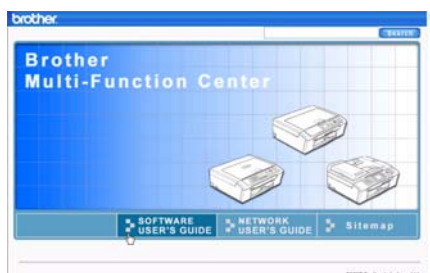 brother.
Search
Brother
Multi-Function Center
SOFTWARE
USER'S GUIDE
NETWORK
USER'S GUIDE
Sitemap